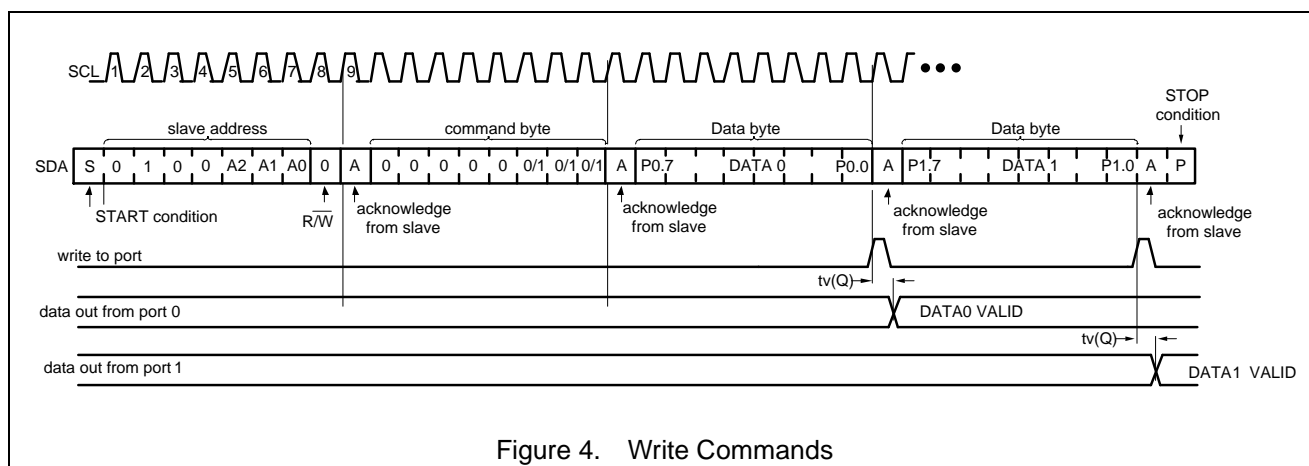 SCL 1 2 3 4 5 6 7 8 9
STOP
condition
slave address command byte Data byte Data byte
SDA S 0 1 0 0 A2 A1 A0 0 A 0 0 0 0 0 0/1 0/1 0/1 A P0.7 DATA 0 P0.0 A P1.7 DATA 1 P1.0 A P
START condition R/W acknowledge acknowledge acknowledge acknowledge
from slave from slave from slave from slave
write to port
tv(Q)
data out from port 0 DATA0 VALID
tv(Q)
data out from port 1 DATA1 VALID
Figure 4. Write Commands